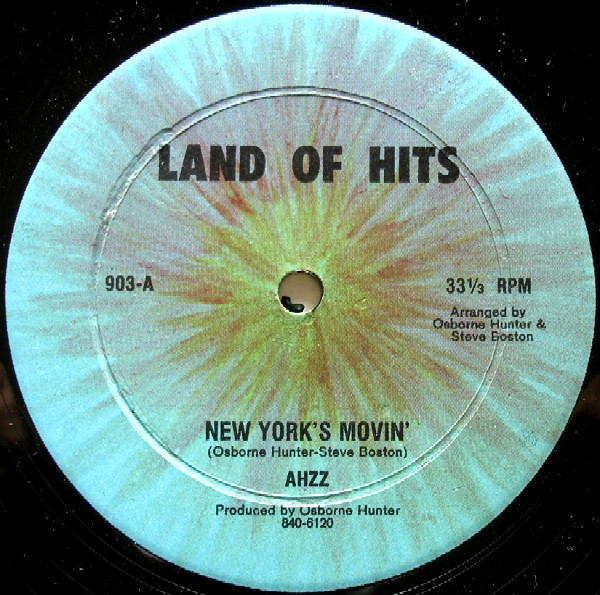 LAND OF HITS
903-A
33⅓ RPM
Arranged by
Osborne Hunter &
Steve Boston
NEW YORK'S MOVIN'
(Osborne Hunter-Steve Boston)
AHZZ
Produced by Osborne Hunter
840-6120